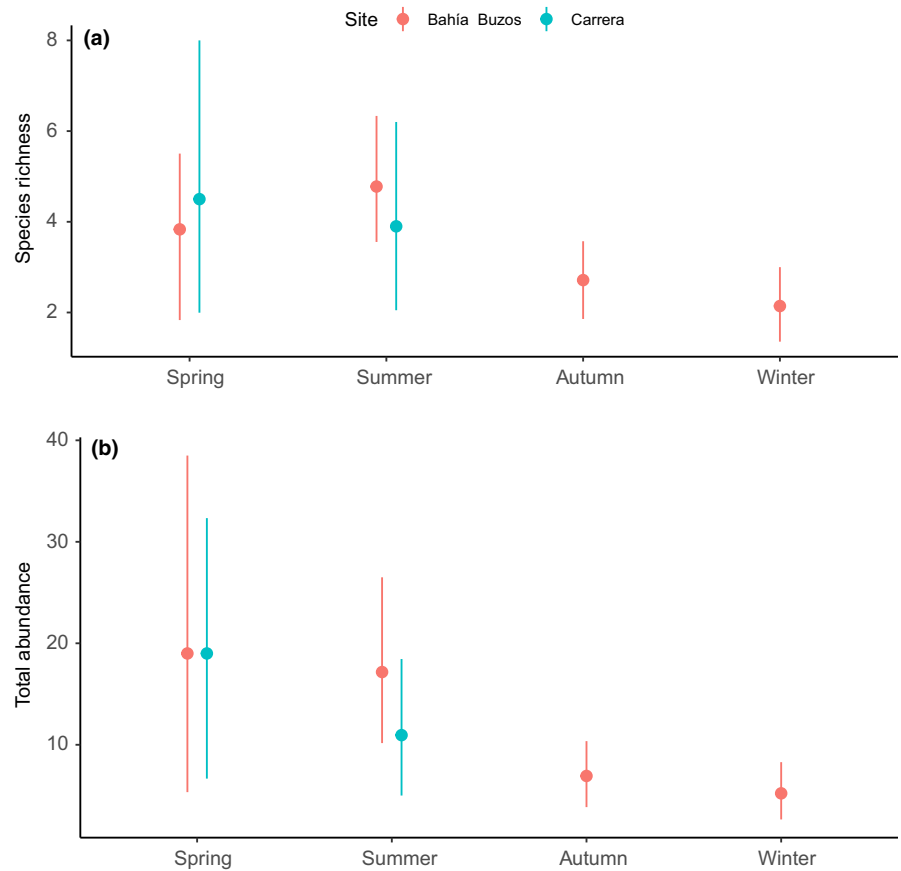 Site Bahía Buzos Carrera
(a)
Species richness
8
6
4
2
Spring Summer Autumn Winter
(b)
Total abundance
40
30
20
10
Spring Summer Autumn Winter